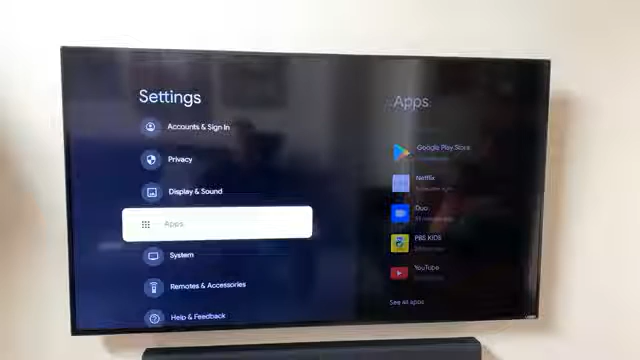 Settings
Accounts & Sign In
Privacy
Display & Sound
Apps
System
Remotes & Accessories
Help & Feedback
Apps
Google Play Store
Netflix
Duo
PBS KIDS
YouTube
See all apps